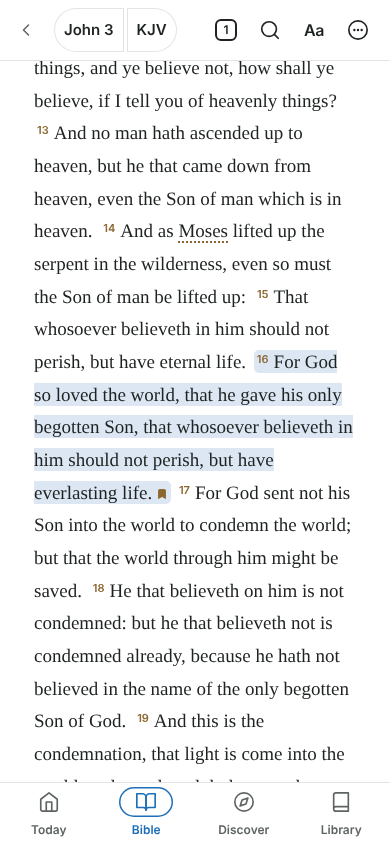 John 3 KJV 1 Aa
things, and ye believe not, how shall ye
believe, if I tell you of heavenly things?
13 And no man hath ascended up to
heaven, but he that came down from
heaven, even the Son of man which is in
heaven. 14 And as Moses lifted up the
serpent in the wilderness, even so must
the Son of man be lifted up: 15 That
whosoever believeth in him should not
perish, but have eternal life. 16 For God
so loved the world, that he gave his only
begotten Son, that whosoever believeth in
him should not perish, but have
everlasting life. 17 For God sent not his
Son into the world to condemn the world;
but that the world through him might be
saved. 18 He that believeth on him is not
condemned: but he that believeth not is
condemned already, because he hath not
believed in the name of the only begotten
Son of God. 19 And this is the
condemnation, that light is come into the
Today Bible Discover Library